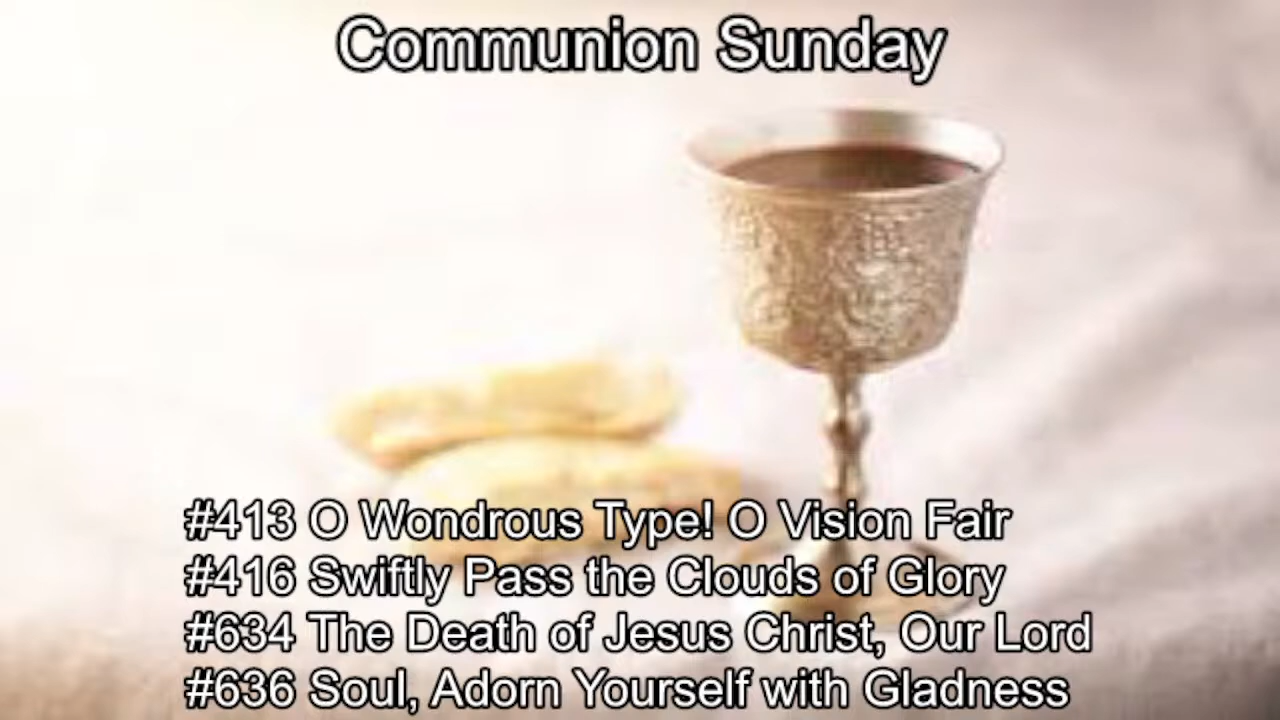 Communion Sunday
#413 O Wondrous Type! O Vision Fair
#416 Swiftly Pass the Clouds of Glory
#634 The Death of Jesus Christ, Our Lord
#636 Soul, Adorn Yourself with Gladness